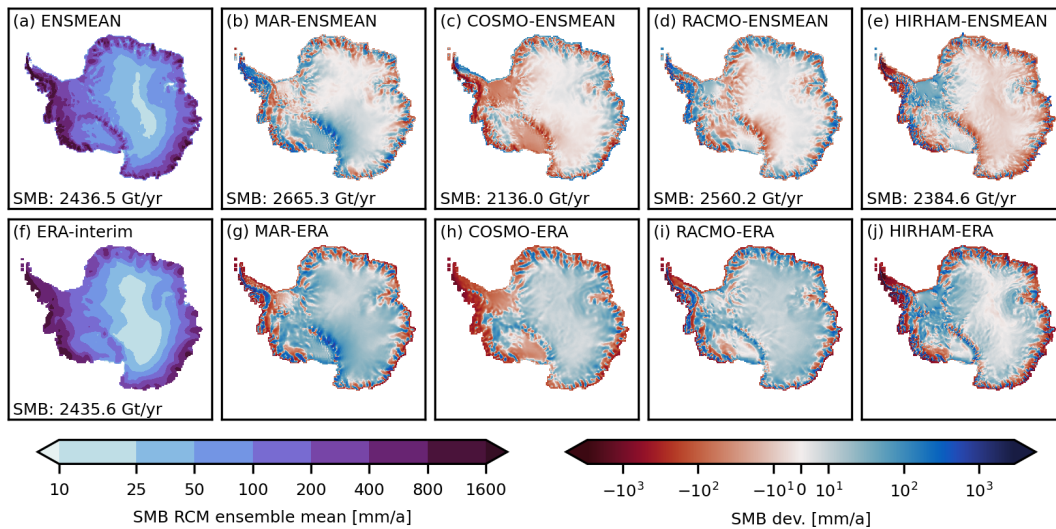 (a) ENSMEAN
(b) MAR-ENSMEAN
(c) COSMO-ENSMEAN
(d) RACMO-ENSMEAN
(e) HIRHAM-ENSMEAN
SMB: 2436.5 Gt/yr
SMB: 2665.3 Gt/yr
SMB: 2136.0 Gt/yr
SMB: 2560.2 Gt/yr
SMB: 2384.6 Gt/yr
(f) ERA-interim
(g) MAR-ERA
(h) COSMO-ERA
(i) RACMO-ERA
(j) HIRHAM-ERA
SMB: 2435.6 Gt/yr
10 25 50 100 200 400 800 1600
SMB RCM ensemble mean [mm/a]
−10³ −10² −10¹ 0 10¹ 10² 10³
SMB dev. [mm/a]